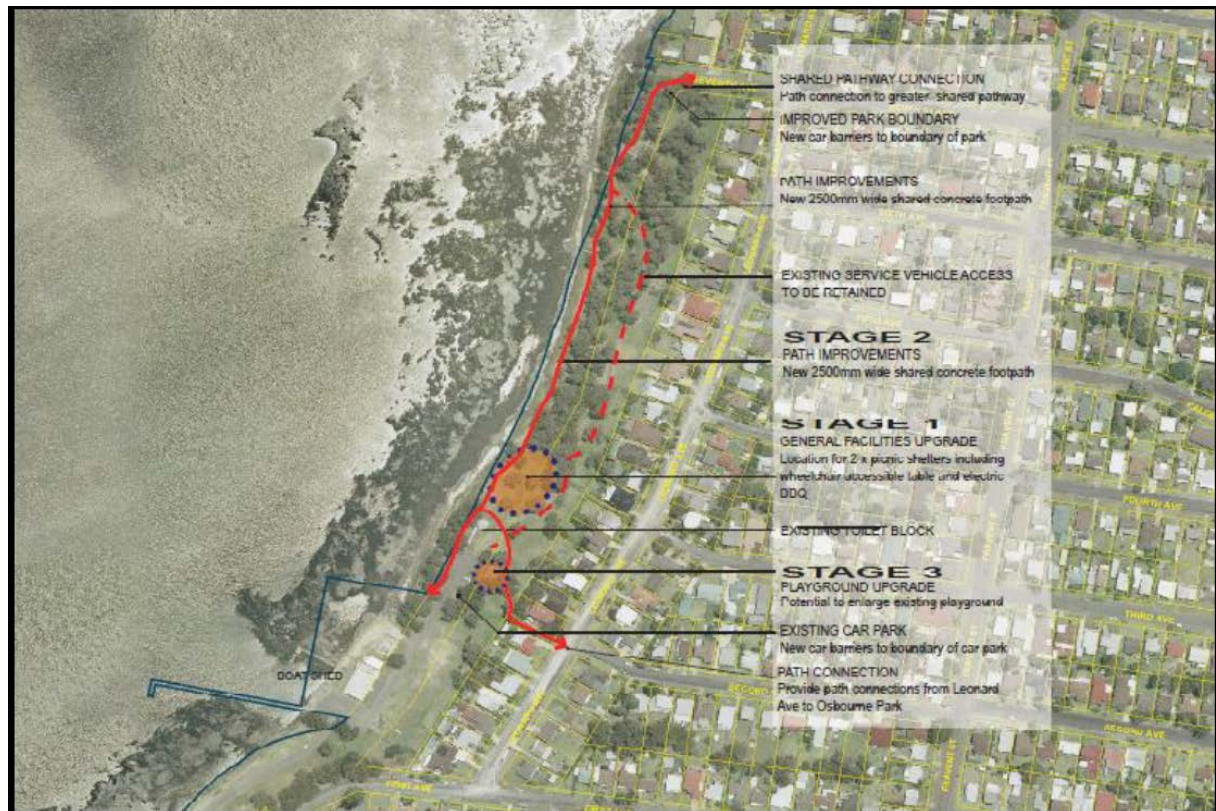 SHARED PATHWAY CONNECTION
Path connection to greater shared pathway
IMPROVED PARK BOUNDARY
New car barriers to boundary of park
PATH IMPROVEMENTS
New 2500mm wide shared concrete footpath
EXISTING SERVICE VEHICLE ACCESS
TO BE RETAINED
STAGE 2
PATH IMPROVEMENTS
New 2500mm wide shared concrete footpath
STAGE 1
GENERAL FACILITIES UPGRADE
Location for 2 x picnic shelters including
wheelchair accessible table and electric
BBQ
EXISTING TOILET BLOCK
STAGE 3
PLAYGROUND UPGRADE
Potential to enlarge existing playground
EXISTING CAR PARK
New car barriers to boundary of car park
PATH CONNECTION
Provide path connections from Leonard
Ave to Osbourne Park
BOAT SHED
FOURTH AVE
THIRD AVE
SECOND AVE